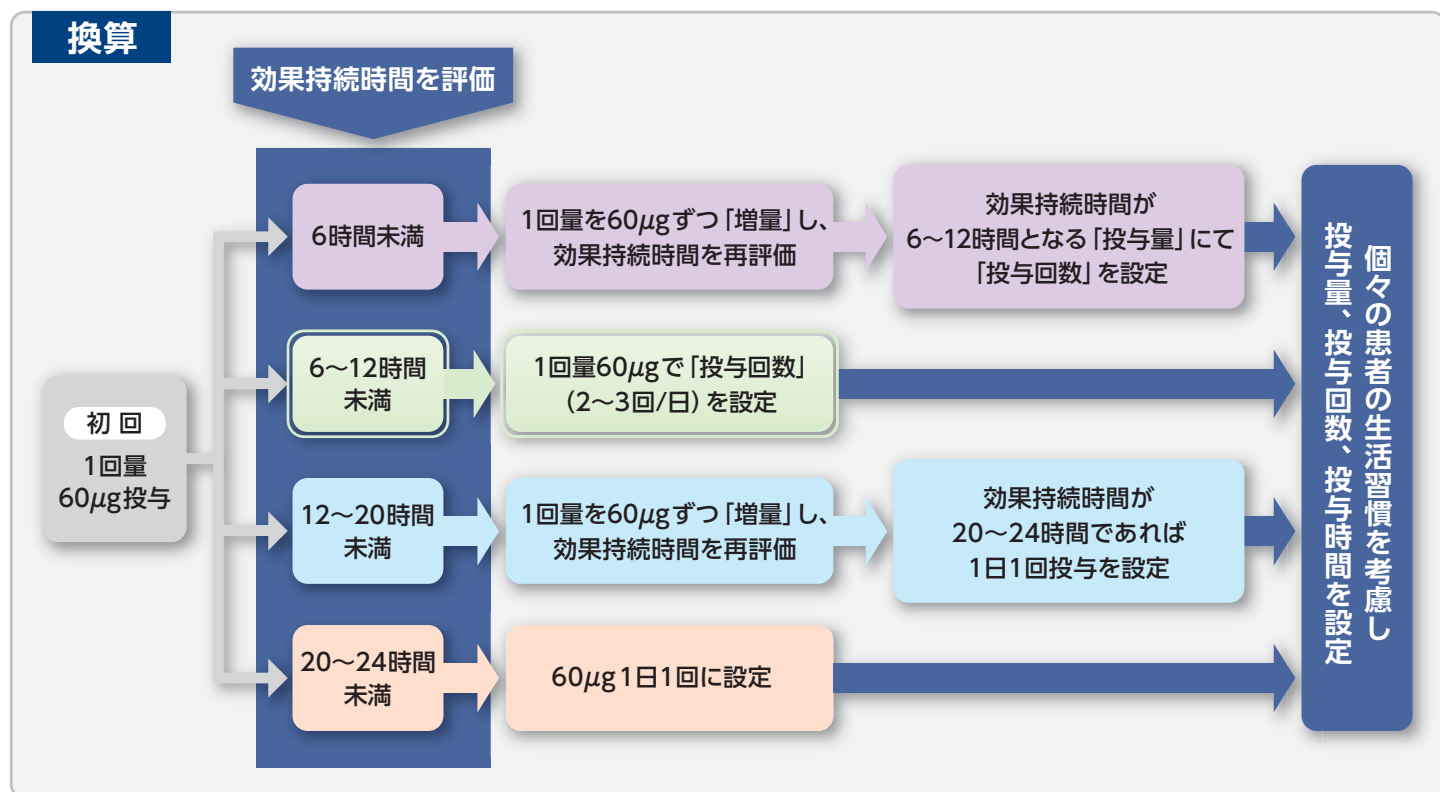 換算
効果持続時間を評価
初 回
1回量
60μg投与
6時間未満
1回量を60μgずつ「増量」し、
効果持続時間を再評価
効果持続時間が
6～12時間となる「投与量」にて
「投与回数」を設定
6～12時間
未満
1回量60μgで「投与回数」
（2～3回/日）を設定
12～20時間
未満
1回量を60μgずつ「増量」し、
効果持続時間を再評価
効果持続時間が
20～24時間であれば
1日1回投与を設定
20～24時間
未満
60μg 1日1回に設定
個々の患者の生活習慣を考慮し
投与量、投与回数、投与時間を設定